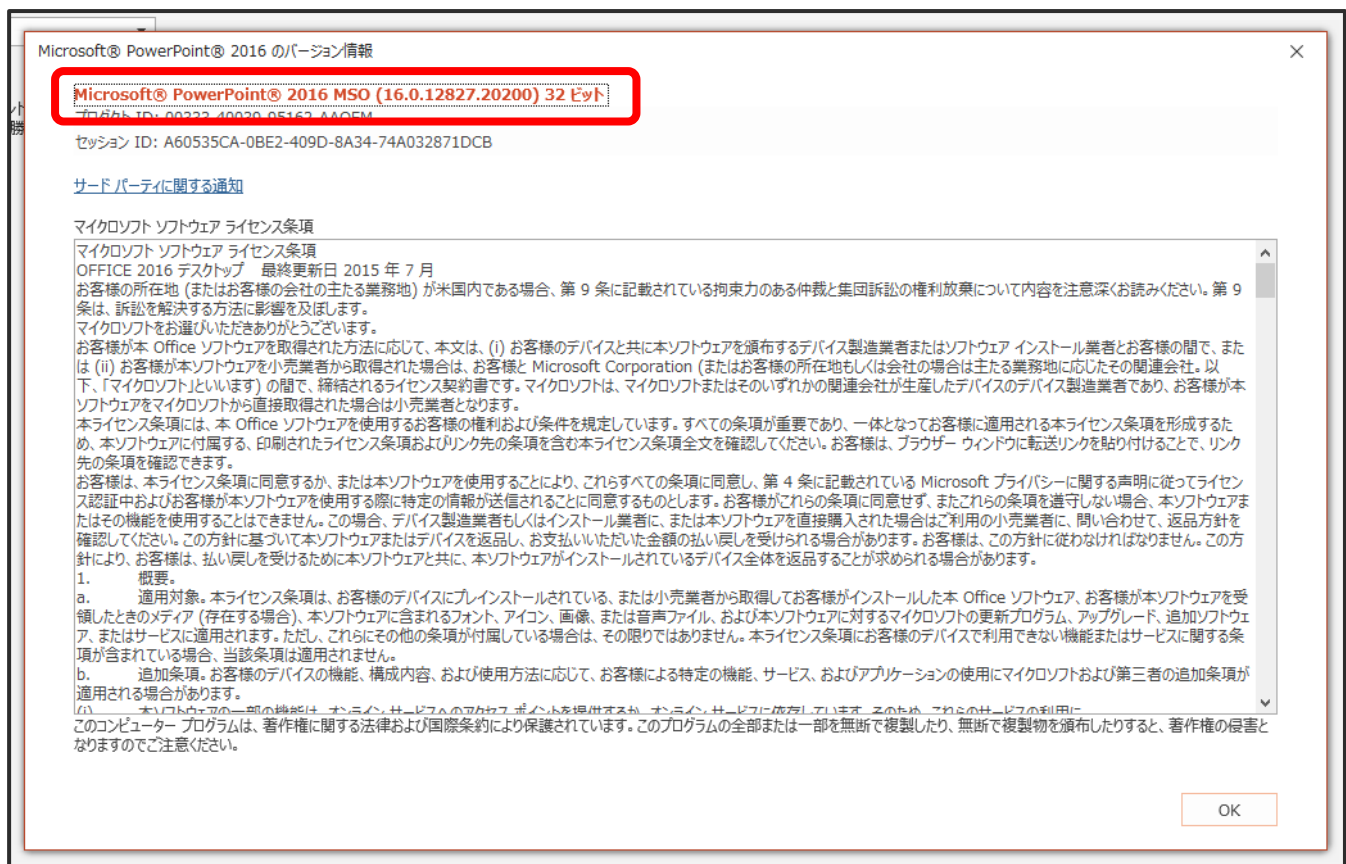 Microsoft® PowerPoint® 2016 のバージョン情報
Microsoft® PowerPoint® 2016 MSO (16.0.12827.20200) 32 ビット
プロダクト ID: 00333-40039-95162-AAOEM
セッション ID: A60535CA-0BE2-409D-8A34-74A032871DCB
サード パーティに関する通知
マイクロソフト ソフトウェア ライセンス条項
マイクロソフト ソフトウェア ライセンス条項
OFFICE 2016 デスクトップ 最終更新日 2015 年 7 月
お客様の所在地 (またはお客様の会社の主たる業務地) が米国内である場合、第 9 条に記載されている拘束力のある仲裁と集団訴訟の権利放棄について内容を注意深くお読みください。第 9
条は、訴訟を解決する方法に影響を及ぼします。
マイクロソフトをお選びいただきありがとうございます。
お客様が本 Office ソフトウェアを取得された方法に応じて、本文は、(i) お客様のデバイスと共に本ソフトウェアを頒布するデバイス製造業者またはソフトウェア インストール業者とお客様の間で、また
は (ii) お客様が本ソフトウェアを小売業者から取得された場合は、お客様と Microsoft Corporation (またはお客様の所在地もしくは会社の場合は主たる業務地に応じたその関連会社。以
下、「マイクロソフト」といいます) の間で、締結されるライセンス契約書です。マイクロソフトは、マイクロソフトまたはそのいずれかの関連会社が生産したデバイスのデバイス製造業者であり、お客様が本
ソフトウェアをマイクロソフトから直接取得された場合は小売業者となります。
本ライセンス条項には、本 Office ソフトウェアを使用するお客様の権利および条件を規定しています。すべての条項が重要であり、一体となってお客様に適用される本ライセンス条項を形成するた
め、本ソフトウェアに付属する、印刷されたライセンス条項およびリンク先の条項を含む本ライセンス条項全文を確認してください。お客様は、ブラウザー ウィンドウに転送リンクを貼り付けることで、リンク
先の条項を確認できます。
お客様は、本ライセンス条項に同意するか、または本ソフトウェアを使用することにより、これらすべての条項に同意し、第 4 条に記載されている Microsoft プライバシーに関する声明に従ってライセン
ス認証中およびお客様が本ソフトウェアを使用する際に特定の情報が送信されることに同意するものとします。お客様がこれらの条項に同意せず、またこれらの条項を遵守しない場合、本ソフトウェアま
たはその機能を使用することはできません。この場合、デバイス製造業者もしくはインストール業者に、または本ソフトウェアを直接購入された場合はご利用の小売業者に、問い合わせて、返品方針を
確認してください。この方針に基づいて本ソフトウェアまたはデバイスを返品し、お支払いいただいた金額の払い戻しを受けられる場合があります。お客様は、この方針に従わなければなりません。この方
針により、お客様は、払い戻しを受けるために本ソフトウェアと共に、本ソフトウェアがインストールされているデバイス全体を返品することが求められる場合があります。
1. 概要。
a. 適用対象。本ライセンス条項は、お客様のデバイスにプレインストールされている、または小売業者から取得してお客様がインストールした本 Office ソフトウェア、お客様が本ソフトウェアを受
領したときのメディア (存在する場合)、本ソフトウェアに含まれるフォント、アイコン、画像、または音声ファイル、および本ソフトウェアに対するマイクロソフトの更新プログラム、アップグレード、追加ソフトウェ
ア、またはサービスに適用されます。ただし、これらにその他の条項が付属している場合は、その限りではありません。本ライセンス条項にお客様のデバイスで利用できない機能またはサービスに関する条
項が含まれている場合、当該条項は適用されません。
b. 追加条項。お客様のデバイスの機能、構成内容、および使用方法に応じて、お客様による特定の機能、サービス、およびアプリケーションの使用にマイクロソフトおよび第三者の追加条項が
適用される場合があります。
(i) 本ソフトウェアの一部の機能は、オンライン サービスへのアクセス ポイントを提供するか、オンライン サービスに依存しています。そのため、これらのサービスの利用に
このコンピューター プログラムは、著作権に関する法律および国際条約により保護されています。このプログラムの全部または一部を無断で複製したり、無断で複製物を頒布したりすると、著作権の侵害と
なりますのでご注意ください。
OK